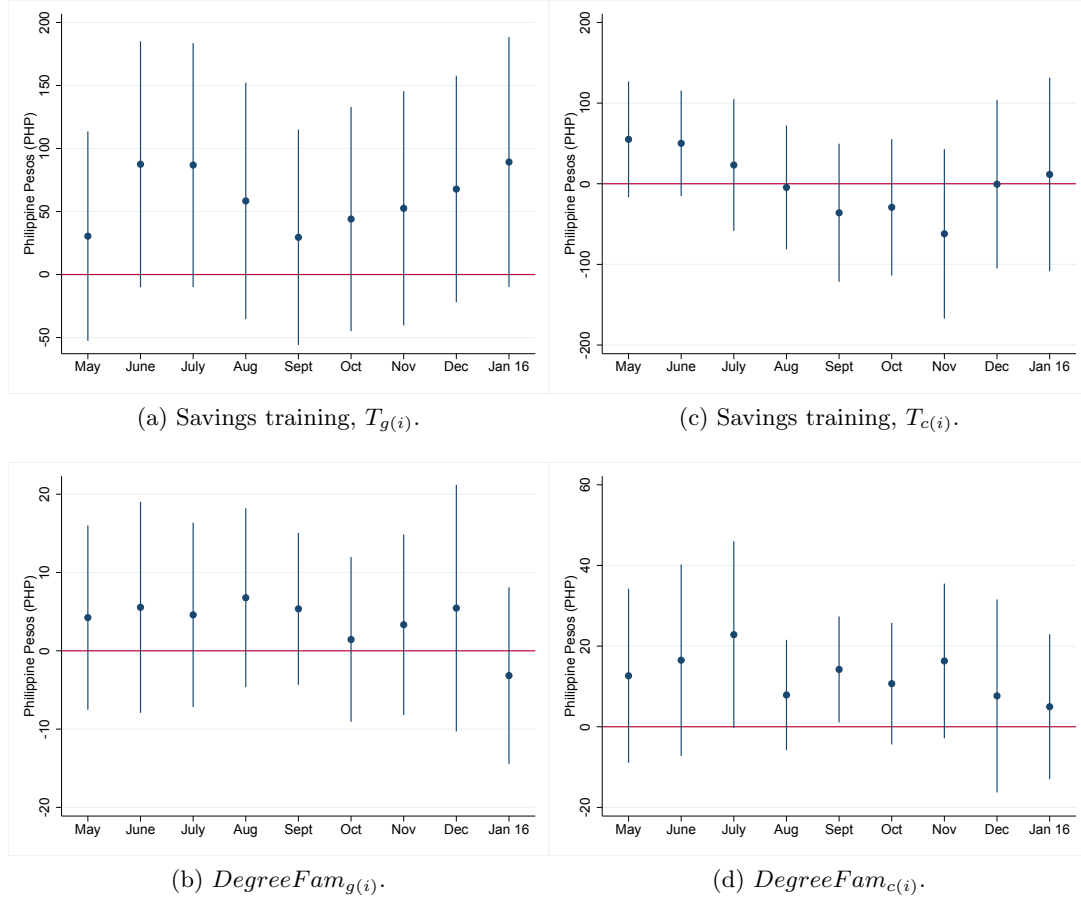 Philippine Pesos (PHP)
200
150
100
50
0
-50
May June July Aug Sept Oct Nov Dec Jan 16
(a) Savings training, T_{g(i)}.
Philippine Pesos (PHP)
200
100
0
-100
-200
May June July Aug Sept Oct Nov Dec Jan 16
(c) Savings training, T_{c(i)}.
Philippine Pesos (PHP)
20
10
0
-10
-20
May June July Aug Sept Oct Nov Dec Jan 16
(b) DegreeFam_{g(i)}.
Philippine Pesos (PHP)
60
40
20
0
-20
May June July Aug Sept Oct Nov Dec Jan 16
(d) DegreeFam_{c(i)}.